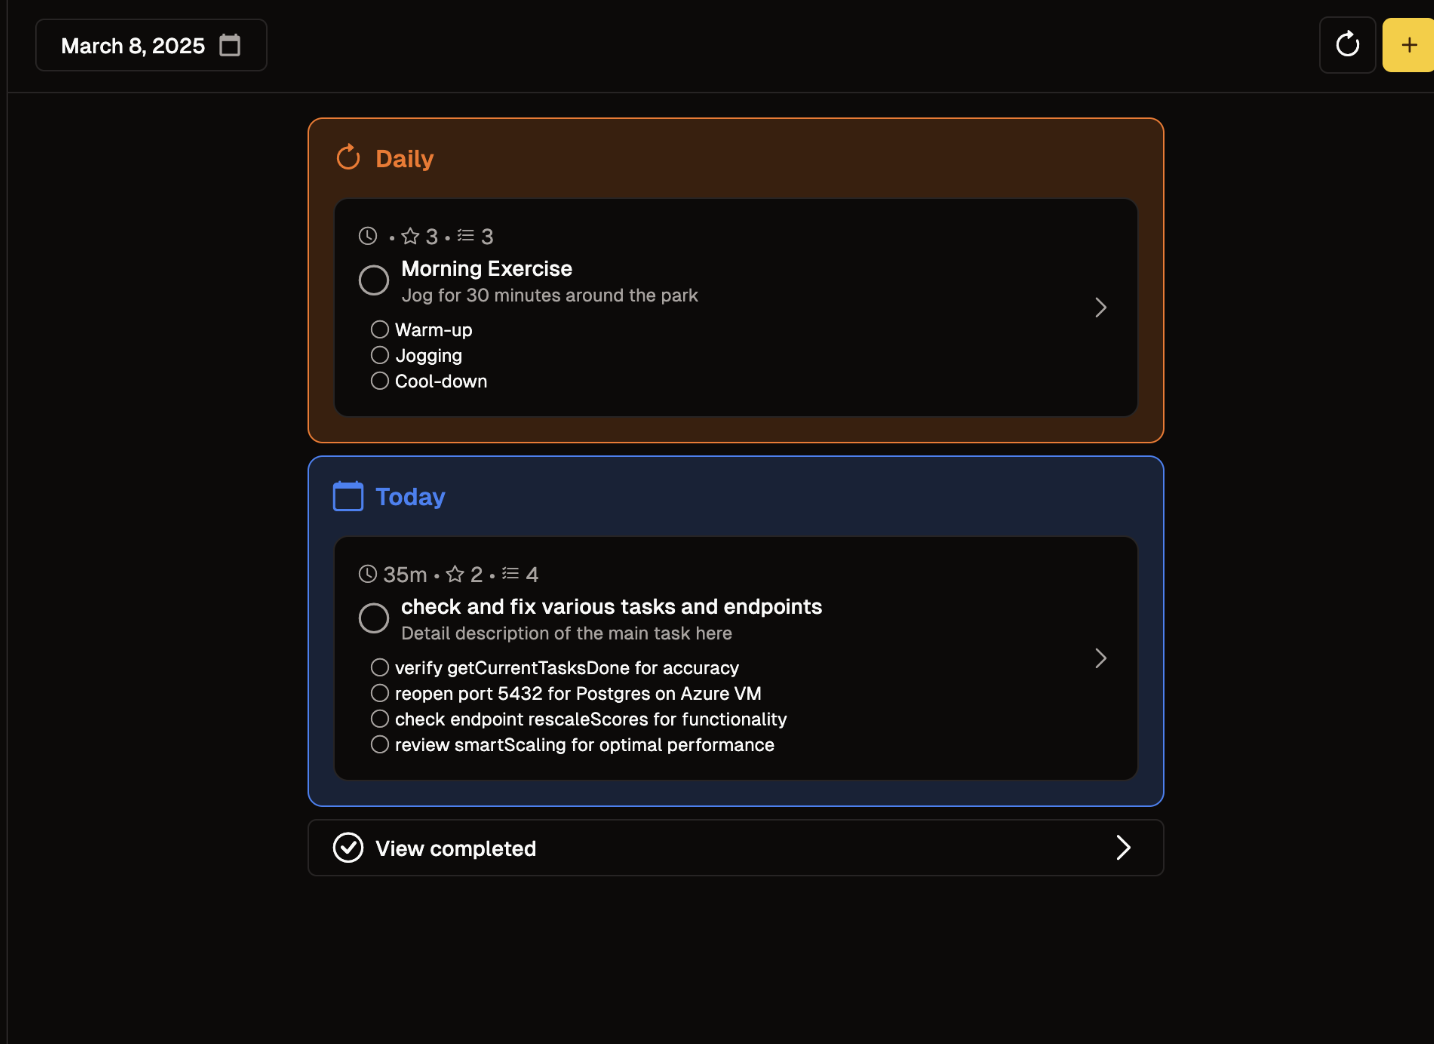 March 8, 2025
+
Daily
• 3 • 3
Morning Exercise
Jog for 30 minutes around the park
Warm-up
Jogging
Cool-down
Today
35m • 2 • 4
check and fix various tasks and endpoints
Detail description of the main task here
verify getCurrentTasksDone for accuracy
reopen port 5432 for Postgres on Azure VM
check endpoint rescaleScores for functionality
review smartScaling for optimal performance
View completed